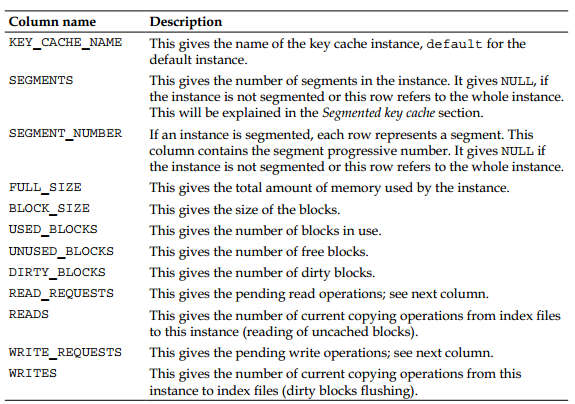 Column name Description
KEY_CACHE_NAME This gives the name of the key cache instance, default for the
default instance.
SEGMENTS This gives the number of segments in the instance. It gives NULL, if
the instance is not segmented or this row refers to the whole instance.
This will be explained in the Segmented key cache section.
SEGMENT_NUMBER If an instance is segmented, each row represents a segment. This
column contains the segment progressive number. It gives NULL if
the instance is not segmented or this row refers to the whole instance.
FULL_SIZE This gives the total amount of memory used by the instance.
BLOCK_SIZE This gives the size of the blocks.
USED_BLOCKS This gives the number of blocks in use.
UNUSED_BLOCKS This gives the number of free blocks.
DIRTY_BLOCKS This gives the number of dirty blocks.
READ_REQUESTS This gives the pending read operations; see next column.
READS This gives the number of current copying operations from index files
to this instance (reading of uncached blocks).
WRITE_REQUESTS This gives the pending write operations; see next column.
WRITES This gives the number of current copying operations from this
instance to index files (dirty blocks flushing).